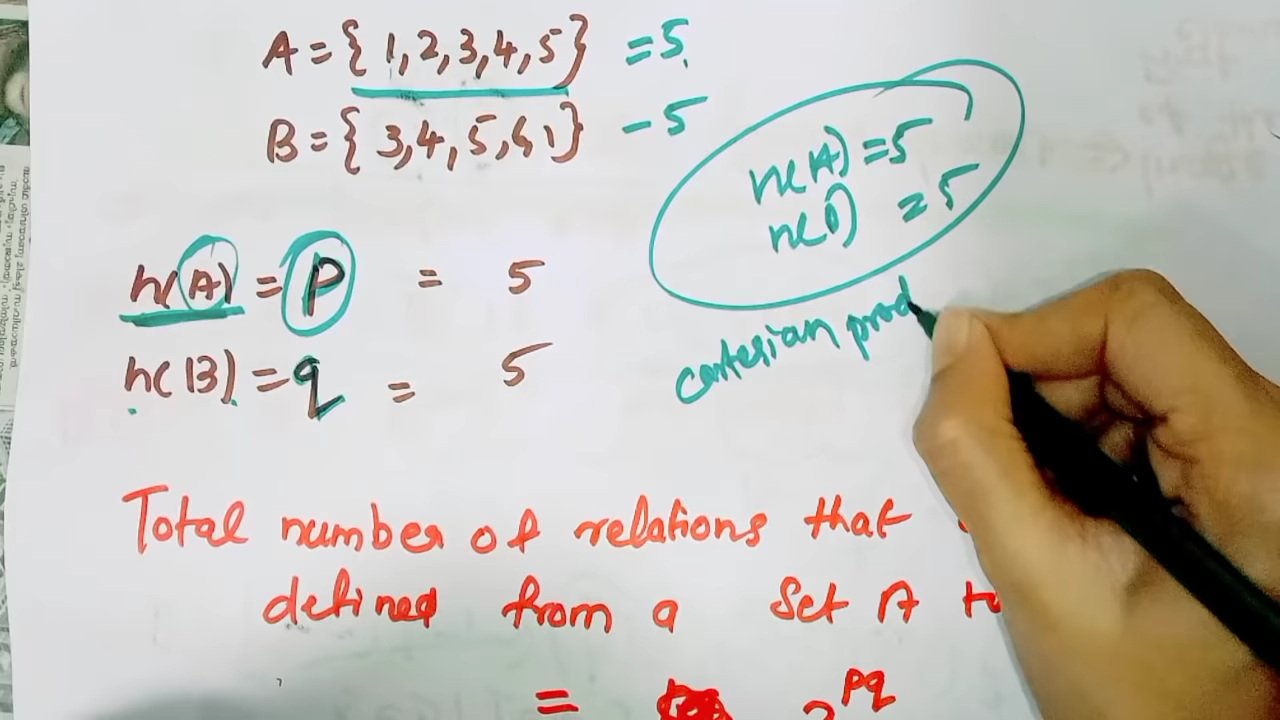 A = { 1, 2, 3, 4, 5 } = 5
B = { 3, 4, 5, 6, 1 } - 5
n(A) = 5
n( ) = 5
n(A) = p = 5
n(B) = q = 5
cartesian prod
Total number of relations that
defined from a Set A to
= 2^pq